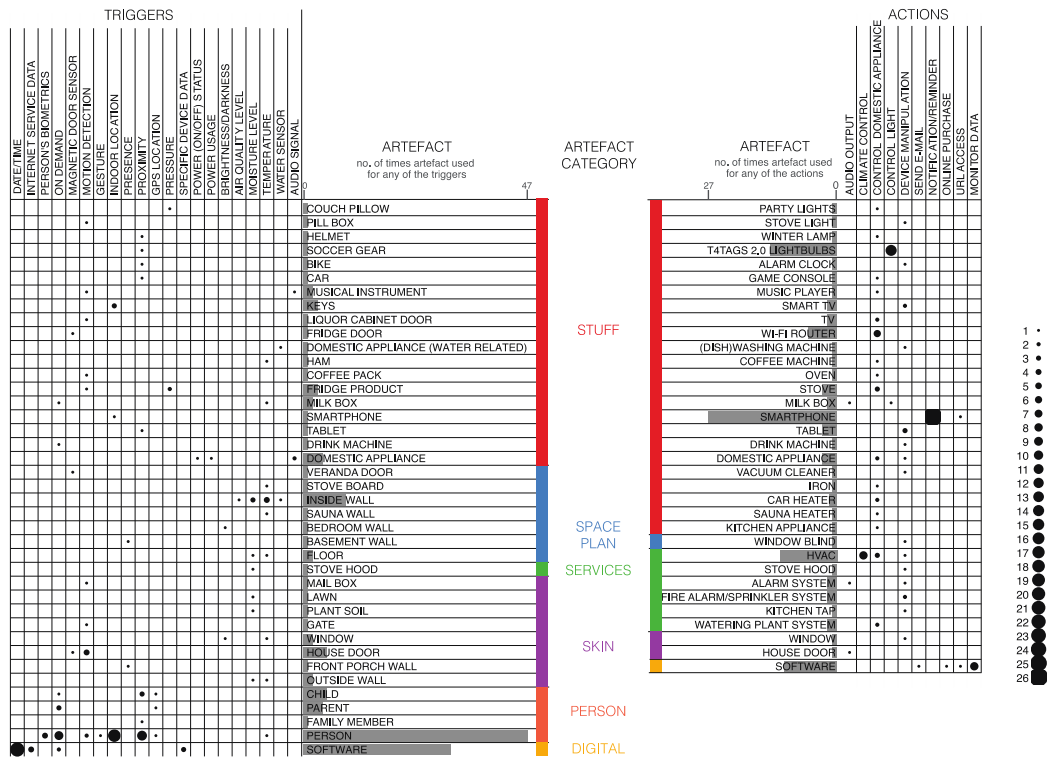 TRIGGERS
ACTIONS
DATE/TIME
INTERNET SERVICE DATA
PERSON'S BIOMETRICS
ON DEMAND
MAGNETIC DOOR SENSOR
MOTION DETECTION
GESTURE
INDOOR LOCATION
PRESENCE
PROXIMITY
GPS LOCATION
PRESSURE
SPECIFIC DEVICE DATA
POWER (ON/OFF) STATUS
POWER USAGE
BRIGHTNESS/DARKNESS
AIR QUALITY LEVEL
MOISTURE LEVEL
TEMPERATURE
WATER SENSOR
AUDIO SIGNAL
ARTEFACT
no. of times artefact used
for any of the triggers
0
47
ARTEFACT
CATEGORY
ARTEFACT
no. of times artefact used
for any of the actions
27
0
AUDIO OUTPUT
CLIMATE CONTROL
CONTROL DOMESTIC APPLIANCE
CONTROL LIGHT
DEVICE MANIPULATION
SEND E-MAIL
NOTIFICATION/REMINDER
ONLINE PURCHASE
URL ACCESS
MONITOR DATA
COUCH PILLOW
PILL BOX
HELMET
SOCCER GEAR
BIKE
CAR
MUSICAL INSTRUMENT
KEYS
LIQUOR CABINET DOOR
FRIDGE DOOR
DOMESTIC APPLIANCE (WATER RELATED)
HAM
COFFEE PACK
FRIDGE PRODUCT
MILK BOX
SMARTPHONE
TABLET
DRINK MACHINE
DOMESTIC APPLIANCE
VERANDA DOOR
STOVE BOARD
INSIDE WALL
SAUNA WALL
BEDROOM WALL
BASEMENT WALL
FLOOR
STOVE HOOD
MAIL BOX
LAWN
PLANT SOIL
GATE
WINDOW
HOUSE DOOR
FRONT PORCH WALL
OUTSIDE WALL
CHILD
PARENT
FAMILY MEMBER
PERSON
SOFTWARE
STUFF
SPACE
PLAN
SERVICES
SKIN
PERSON
DIGITAL
PARTY LIGHTS
STOVE LIGHT
WINTER LAMP
T4TAGS 2.0 LIGHTBULBS
ALARM CLOCK
GAME CONSOLE
MUSIC PLAYER
SMART TV
TV
WI-FI ROUTER
(DISH)WASHING MACHINE
COFFEE MACHINE
OVEN
STOVE
MILK BOX
SMARTPHONE
TABLET
DRINK MACHINE
DOMESTIC APPLIANCE
VACUUM CLEANER
IRON
CAR HEATER
SAUNA HEATER
KITCHEN APPLIANCE
WINDOW BLIND
HVAC
STOVE HOOD
ALARM SYSTEM
FIRE ALARM/SPRINKLER SYSTEM
KITCHEN TAP
WATERING PLANT SYSTEM
WINDOW
HOUSE DOOR
SOFTWARE
1
2
3
4
5
6
7
8
9
10
11
12
13
14
15
16
17
18
19
20
21
22
23
24
25
26